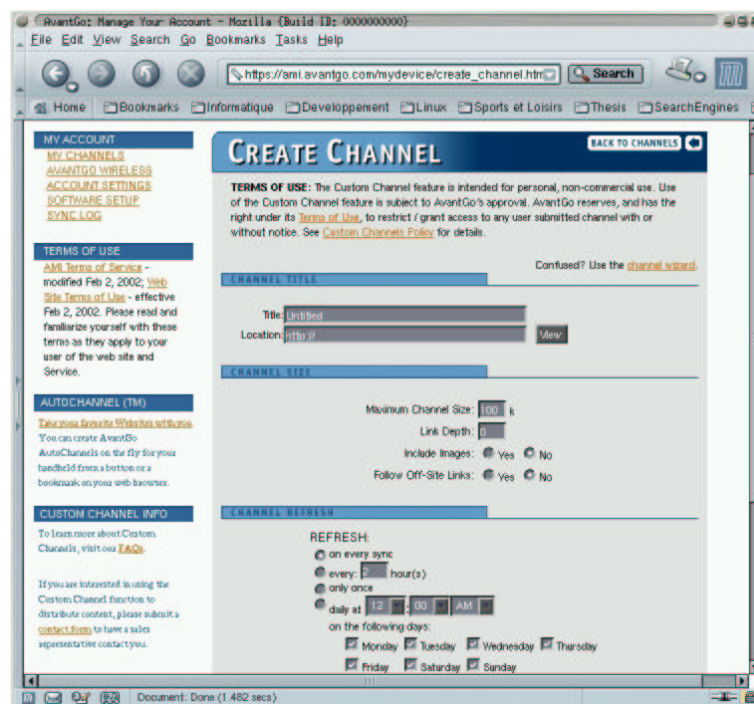 AvantGo: Manage Your Account - Mozilla {Build ID: 0000000000}
File Edit View Search Go Bookmarks Tasks Help
https://ami.avantgo.com/mydevice/create_channel.htm Search
Home Bookmarks Informatique Developpement Linux Sports et Loisirs Thesis SearchEngines
MY ACCOUNT
MY CHANNELS
AVANTGO WIRELESS
ACCOUNT SETTINGS
SOFTWARE SETUP
SYNC LOG
TERMS OF USE
AMI Terms of Service -
modified Feb 2, 2002; Web
Site Terms of Use - effective
Feb 2, 2002. Please read and
familiarize yourself with these
terms as they apply to your
user of the web site and
Service.
AUTOCHANNEL (TM)
Take your favorite Websites with you
You can create AvantGo
AutoChannels on the fly for your
handheld from a button or a
bookmark on your web browser.
CUSTOM CHANNEL INFO
To learn more about Custom
Channels, visit our FAQs.
If you are interested in using the
Custom Channel function to
distribute content, please submit a
contact form to have a sales
representative contact you.
CREATE CHANNEL
BACK TO CHANNELS
TERMS OF USE: The Custom Channel feature is intended for personal, non-commercial use. Use
of the Custom Channel feature is subject to AvantGo's approval. AvantGo reserves, and has the
right under its Terms of Use, to restrict / grant access to any user submitted channel with or
without notice. See Custom Channels Policy for details.
Confused? Use the channel wizard.
CHANNEL TITLE
Title: Untitled
Location: http:// View
CHANNEL SIZE
Maximum Channel Size: 100 k
Link Depth: 0
Include Images: Yes No
Follow Off-Site Links: Yes No
CHANNEL REFRESH
REFRESH:
on every sync
every: 2 hour(s)
only once
daily at 12 : 00 AM
on the following days:
Monday Tuesday Wednesday Thursday
Friday Saturday Sunday
Document: Done (1.482 secs)